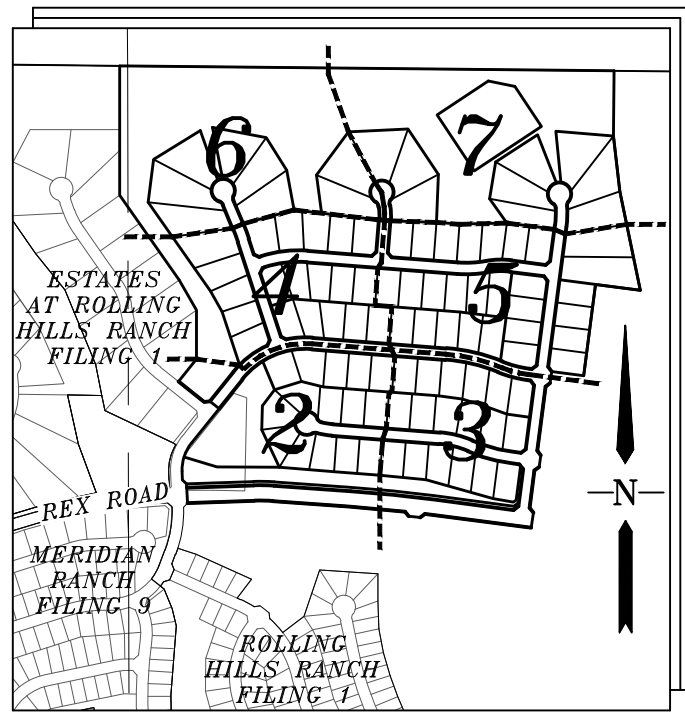 6
7
ESTATES
AT ROLLING
HILLS RANCH
FILING 1
4
5
2
3
N
REX ROAD
MERIDIAN
RANCH
FILING 9
ROLLING
HILLS RANCH
FILING 1